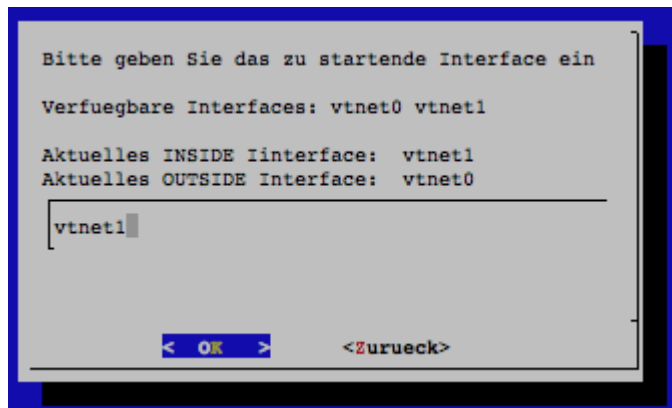 Bitte geben Sie das zu startende Interface ein
Verfuegbare Interfaces: vtnet0 vtnet1
Aktuelles INSIDE Iinterface: vtnet1
Aktuelles OUTSIDE Interface: vtnet0
vtnet1
< OK > <Zurueck>